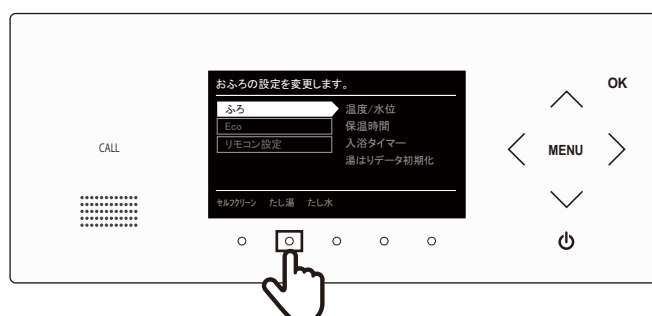 おふろの設定を変更します。
ふろ
Eco
リモコン設定
温度/水位
保温時間
入浴タイマー
湯はりデータ初期化
セルフクリーン たし湯 たし水
CALL
OK
MENU